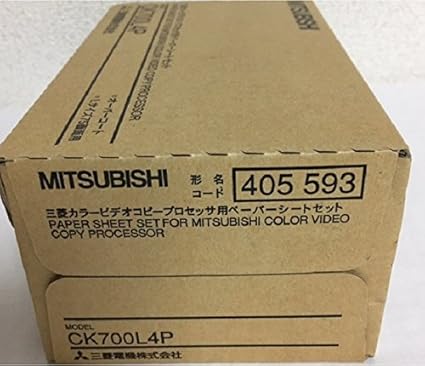 MITSUBISHI
CK700L4P
MITSUBISHI
形名
コード
405 593
三菱カラービデオコピープロセッサ用ペーパーシートセット
PAPER SHEET SET FOR MITSUBISHI COLOR VIDEO
COPY PROCESSOR
MODEL
CK700L4P
三菱電機株式会社